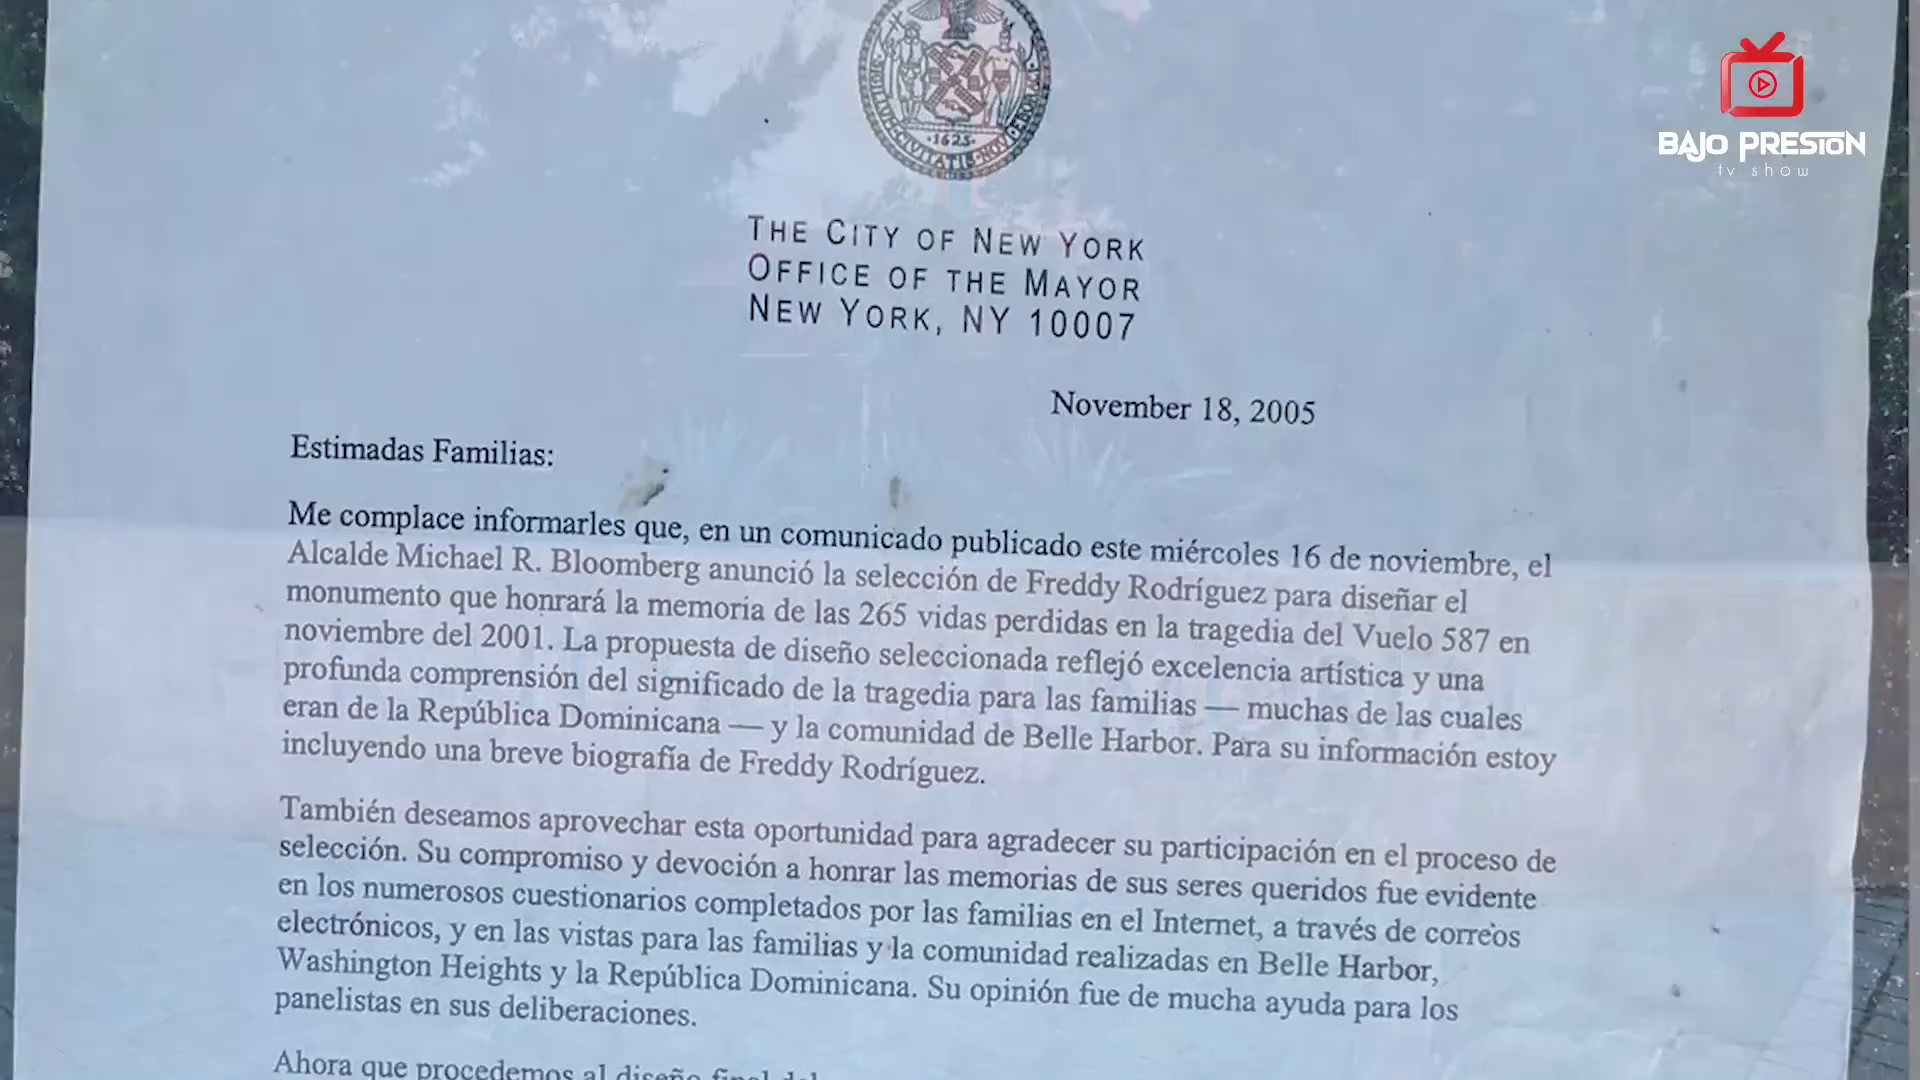 BAJO PRESION
tv show
SIGILLUM CIVITATIS NOVI EBORACI
1625
THE CITY OF NEW YORK
OFFICE OF THE MAYOR
NEW YORK, NY 10007
November 18, 2005
Estimadas Familias:
Me complace informarles que, en un comunicado publicado este miércoles 16 de noviembre, el
Alcalde Michael R. Bloomberg anunció la selección de Freddy Rodríguez para diseñar el
monumento que honrará la memoria de las 265 vidas perdidas en la tragedia del Vuelo 587 en
noviembre del 2001. La propuesta de diseño seleccionada reflejó excelencia artística y una
profunda comprensión del significado de la tragedia para las familias — muchas de las cuales
eran de la República Dominicana — y la comunidad de Belle Harbor. Para su información estoy
incluyendo una breve biografía de Freddy Rodríguez.
También deseamos aprovechar esta oportunidad para agradecer su participación en el proceso de
selección. Su compromiso y devoción a honrar las memorias de sus seres queridos fue evidente
en los numerosos cuestionarios completados por las familias en el Internet, a través de correos
electrónicos, y en las vistas para las familias y la comunidad realizadas en Belle Harbor,
Washington Heights y la República Dominicana. Su opinión fue de mucha ayuda para los
panelistas en sus deliberaciones.
Ahora que procedemos al diseño final del